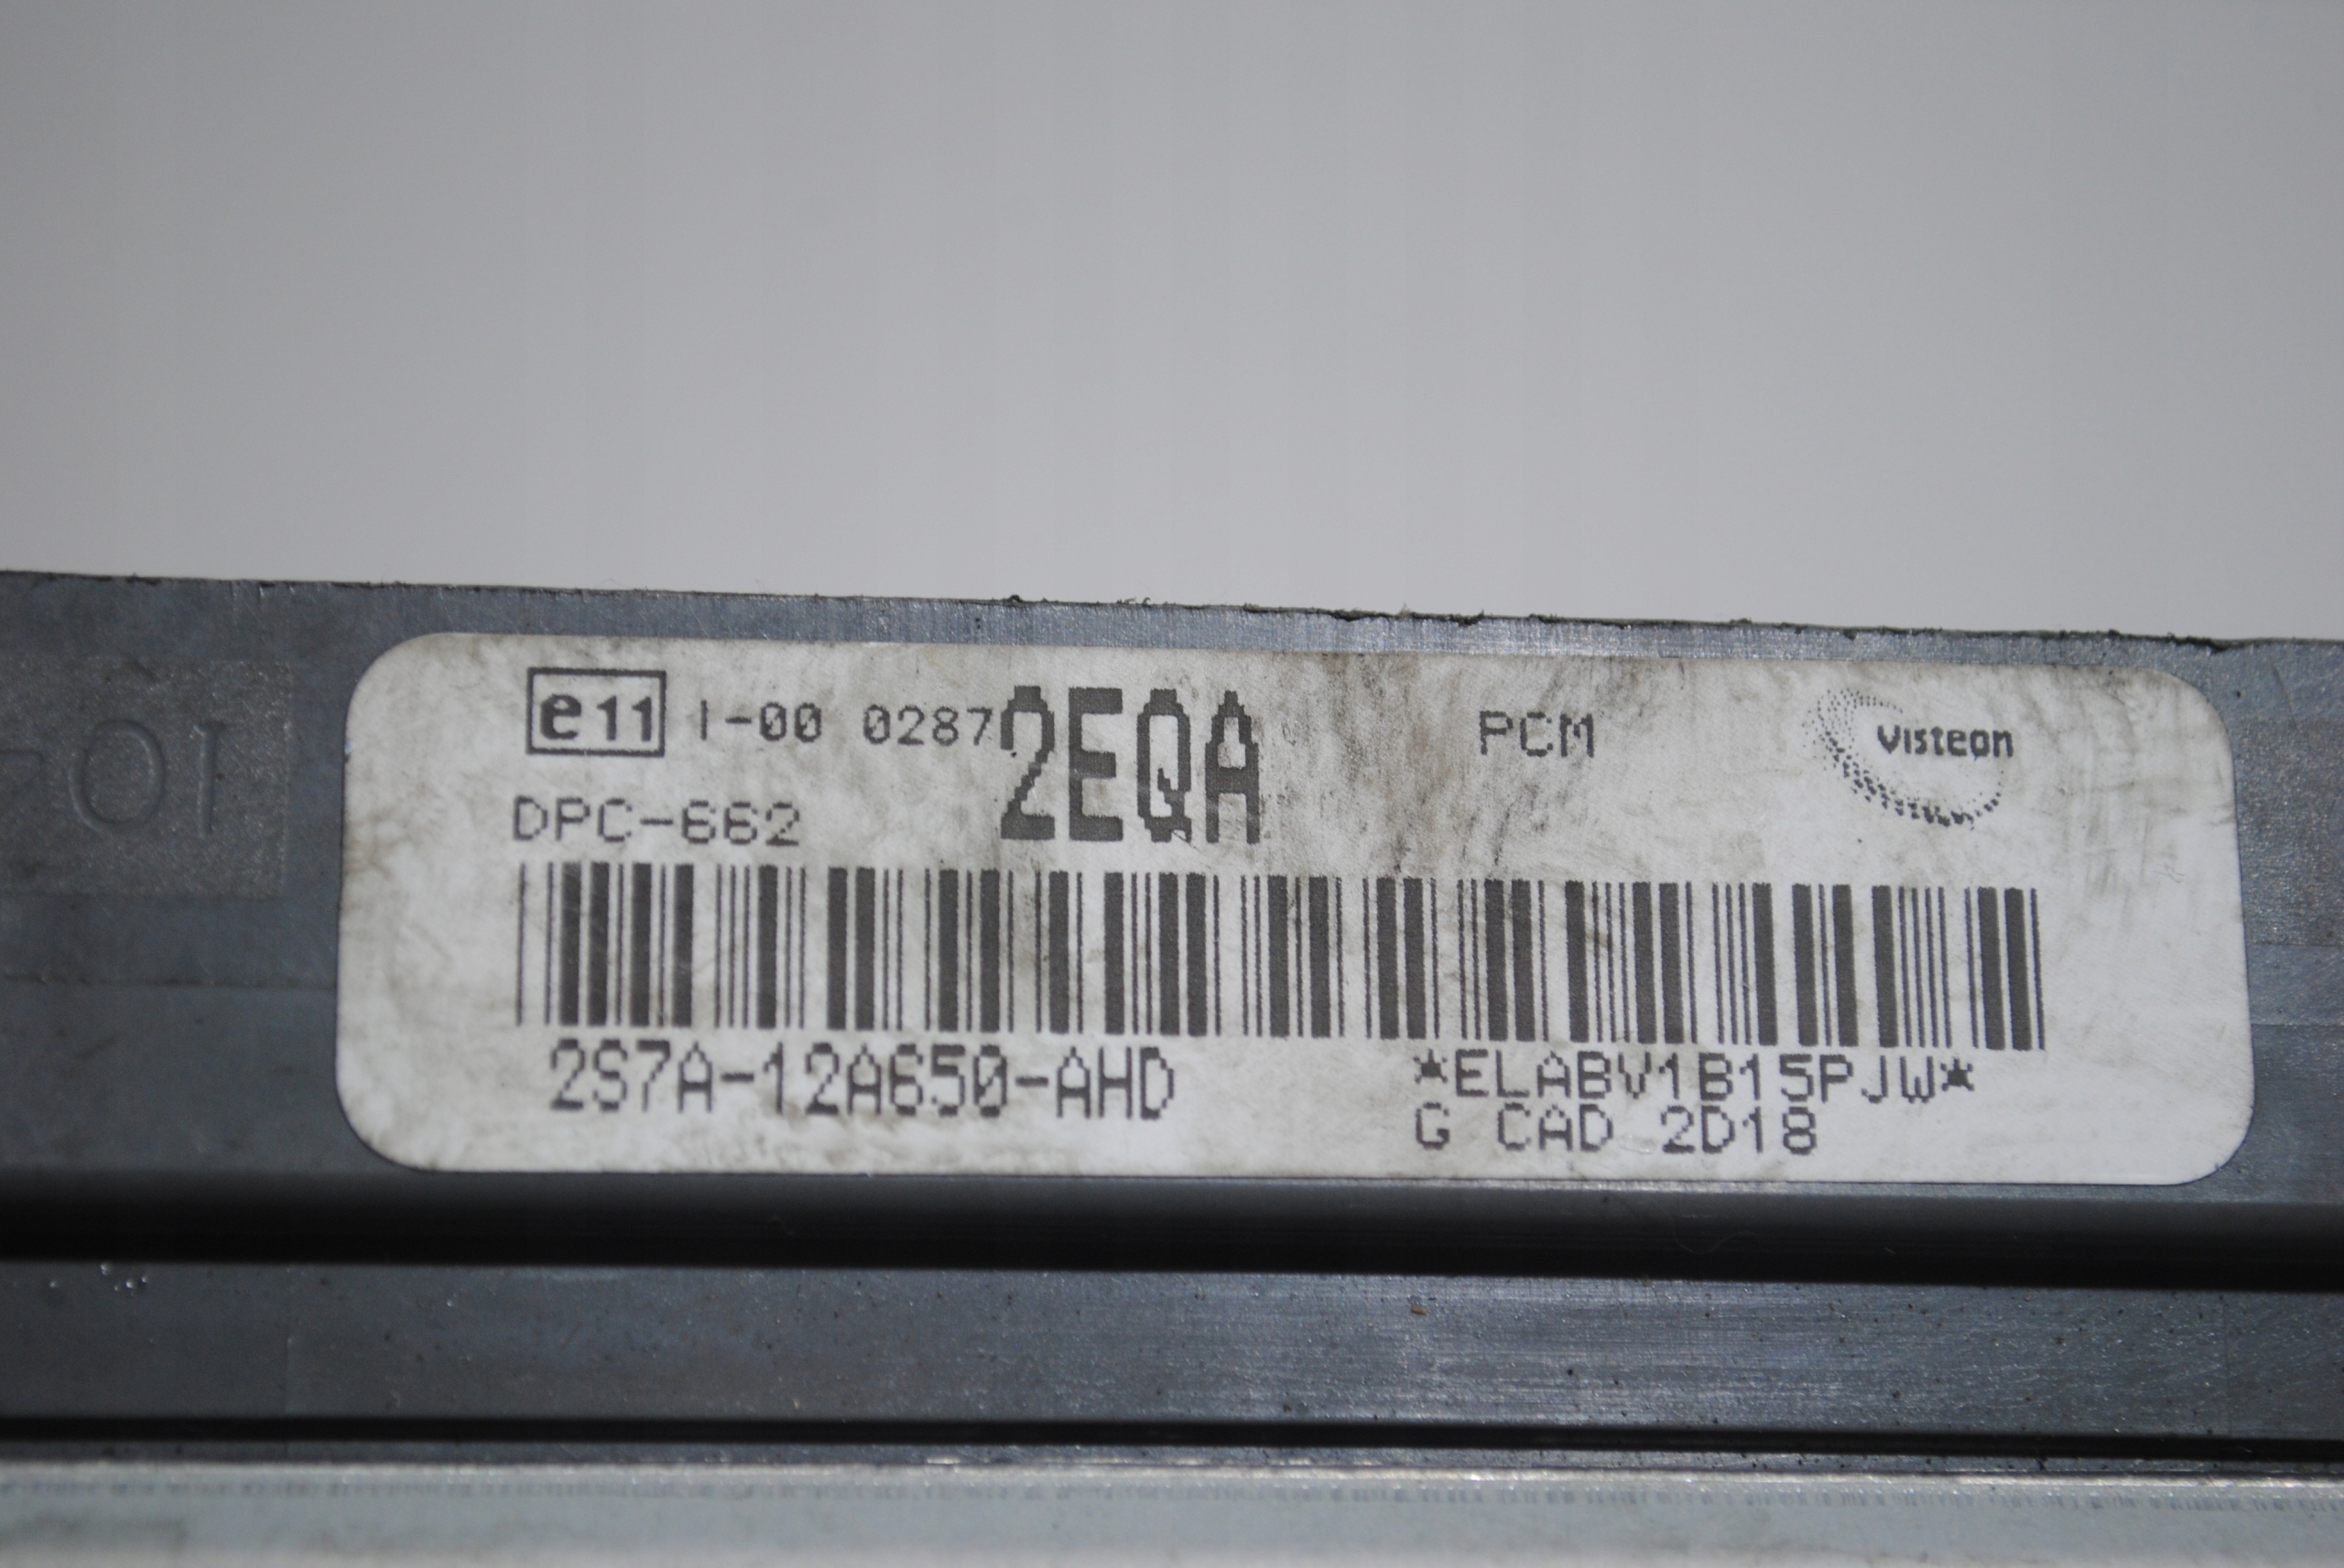 e11 I-00 0287 2EQA PCM Visteon
DPC-662
2S7A-12A650-AHD *ELABV1B15PJW*
G CAD 2D18